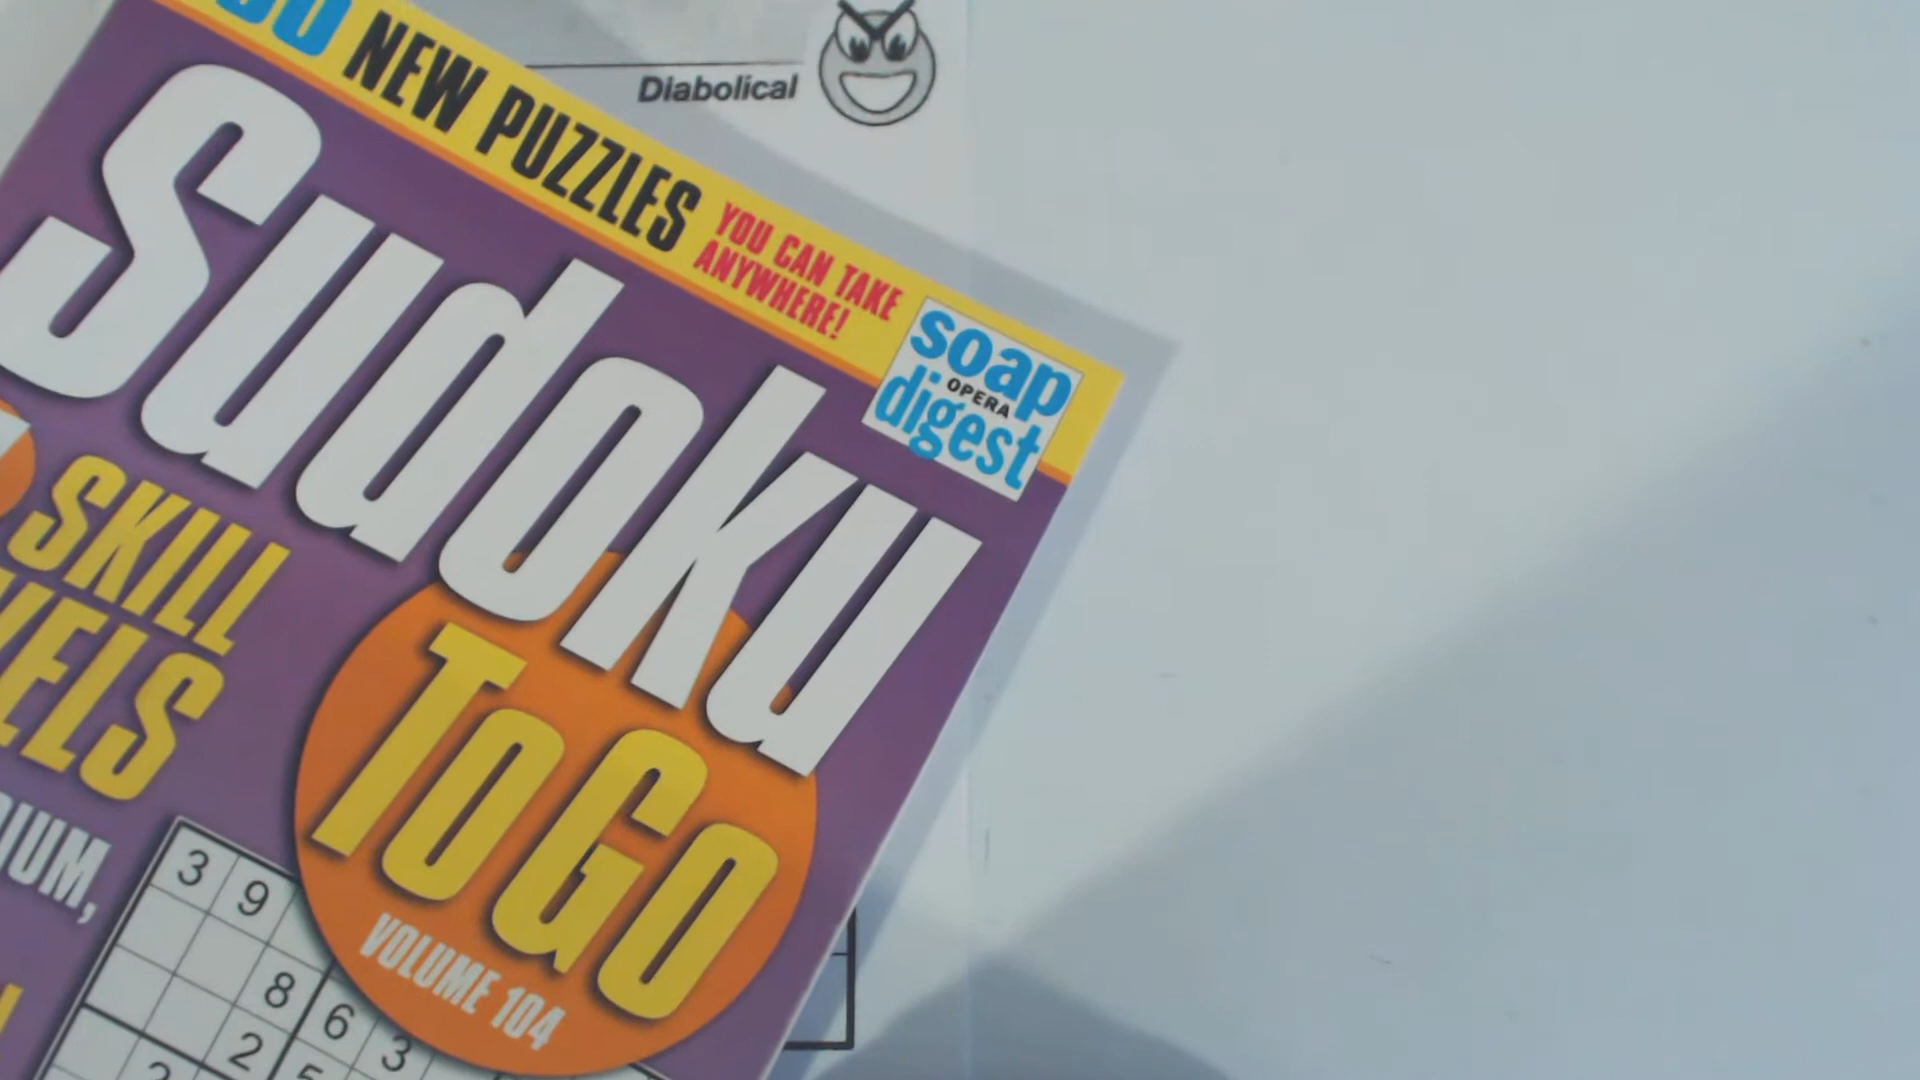 NEW PUZZLES
YOU CAN TAKE
ANYWHERE!
Diabolical
soap
OPERA
digest
Sudoku
SKILL
ToGo
VOLUME 104
3 9
8 6 3
2 5
2